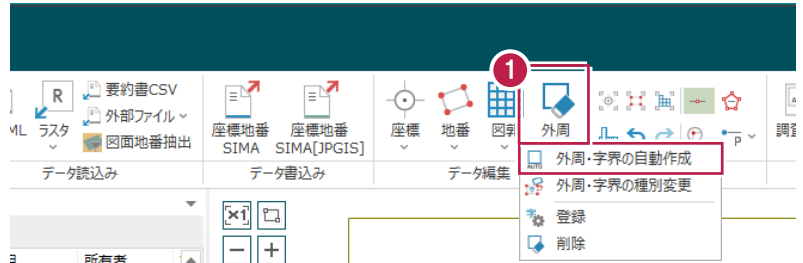 1
R
要約書CSV
外部ファイル
図面地番抽出
ML
ラスタ
座標地番
SIMA
座標地番
SIMA[JPGIS]
座標
地番
外周
P
データ読込み
データ書込み
データ編集
AUTO
外周・字界の自動作成
外周・字界の種別変更
登録
削除
×1
所有者